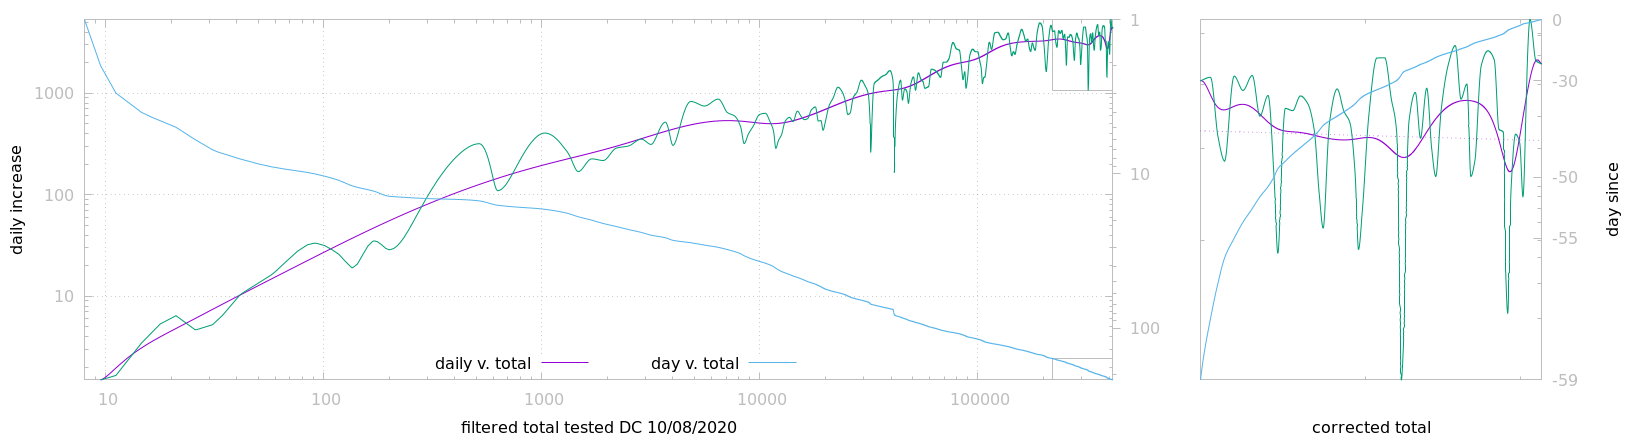 daily increase
1000
100
10
10
100
1000
10000
100000
1
10
100
daily v. total
day v. total
filtered total tested DC 10/08/2020
0
-30
-50
-55
-59
day since
corrected total